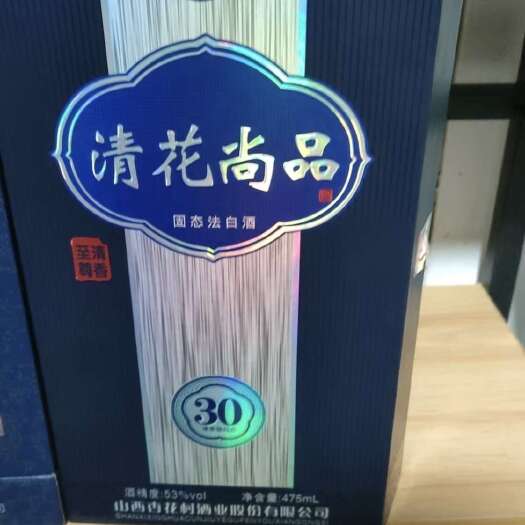 清花尚品
固态法白酒
清香
至尊
30
酒精度:53%vol 净含量:475mL
山西杏花村酒业股份有限公司